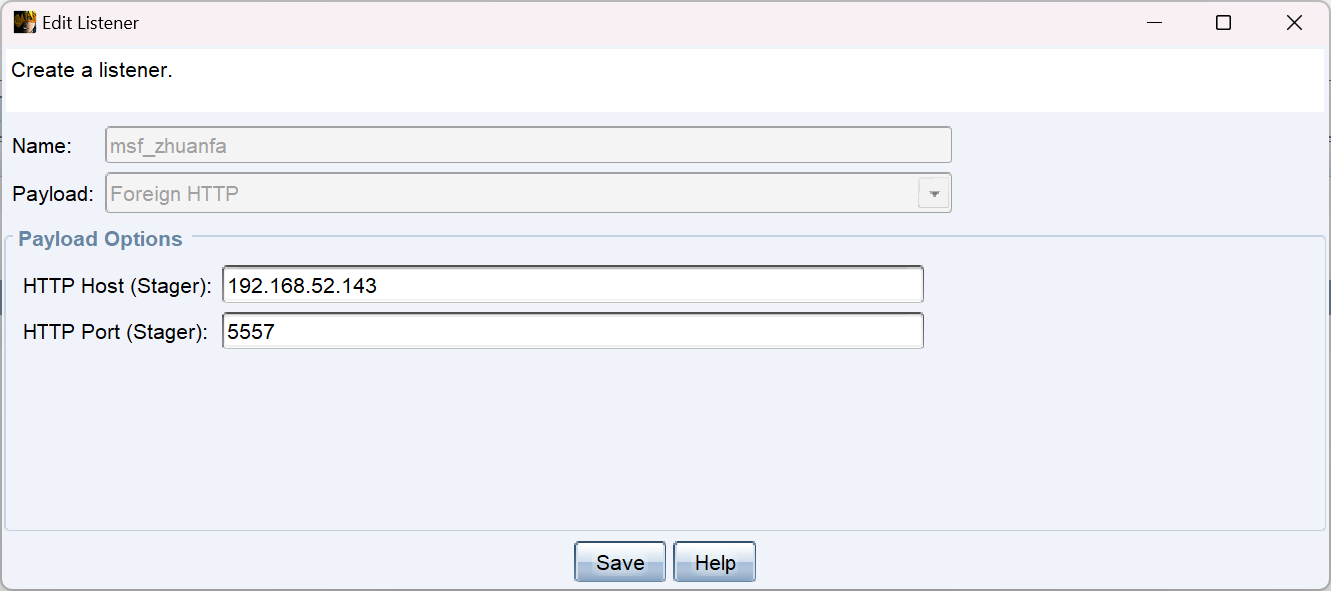 Edit Listener
Create a listener.
Name: msf_zhuanfa
Payload: Foreign HTTP
Payload Options
HTTP Host (Stager): 192.168.52.143
HTTP Port (Stager): 5557
Save Help